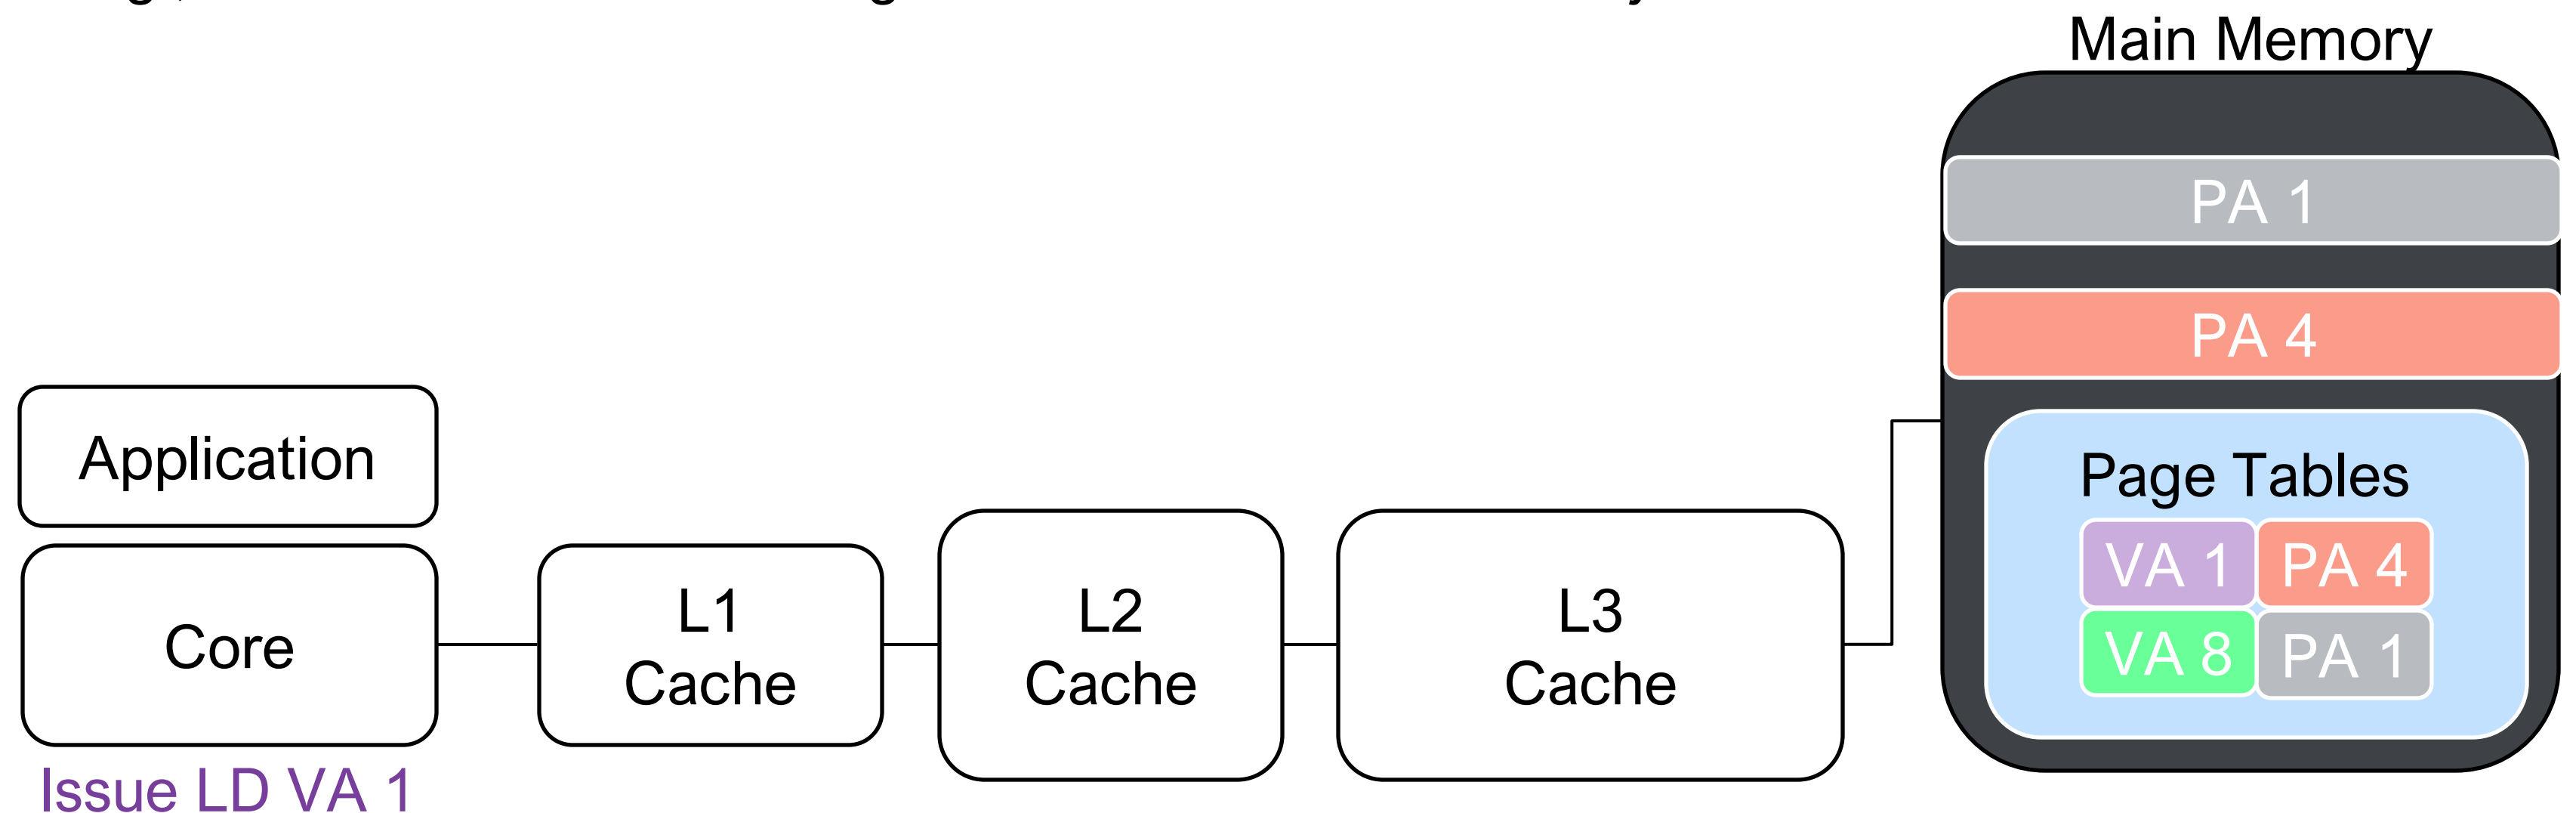 Main Memory
PA 1
PA 4
Application
Page Tables
VA 1 PA 4
Core
L1
Cache
L2
Cache
L3
Cache
VA 8 PA 1
Issue LD VA 1